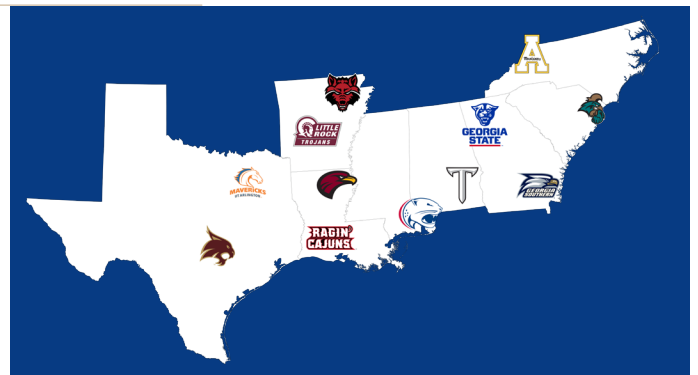 A
LITTLE
ROCK
TROJANS
GEORGIA
STATE
MAVERICKS
T
GEORGIA
SOUTHERN
RAGIN'
CAJUNS